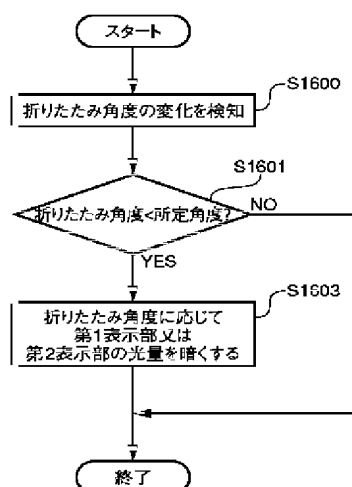 スタート
S1600
折りたたみ角度の変化を検知
S1601
折りたたみ角度<所定角度?
NO
YES
S1603
折りたたみ角度に応じて
第1表示部又は
第2表示部の光量を暗くする
終了